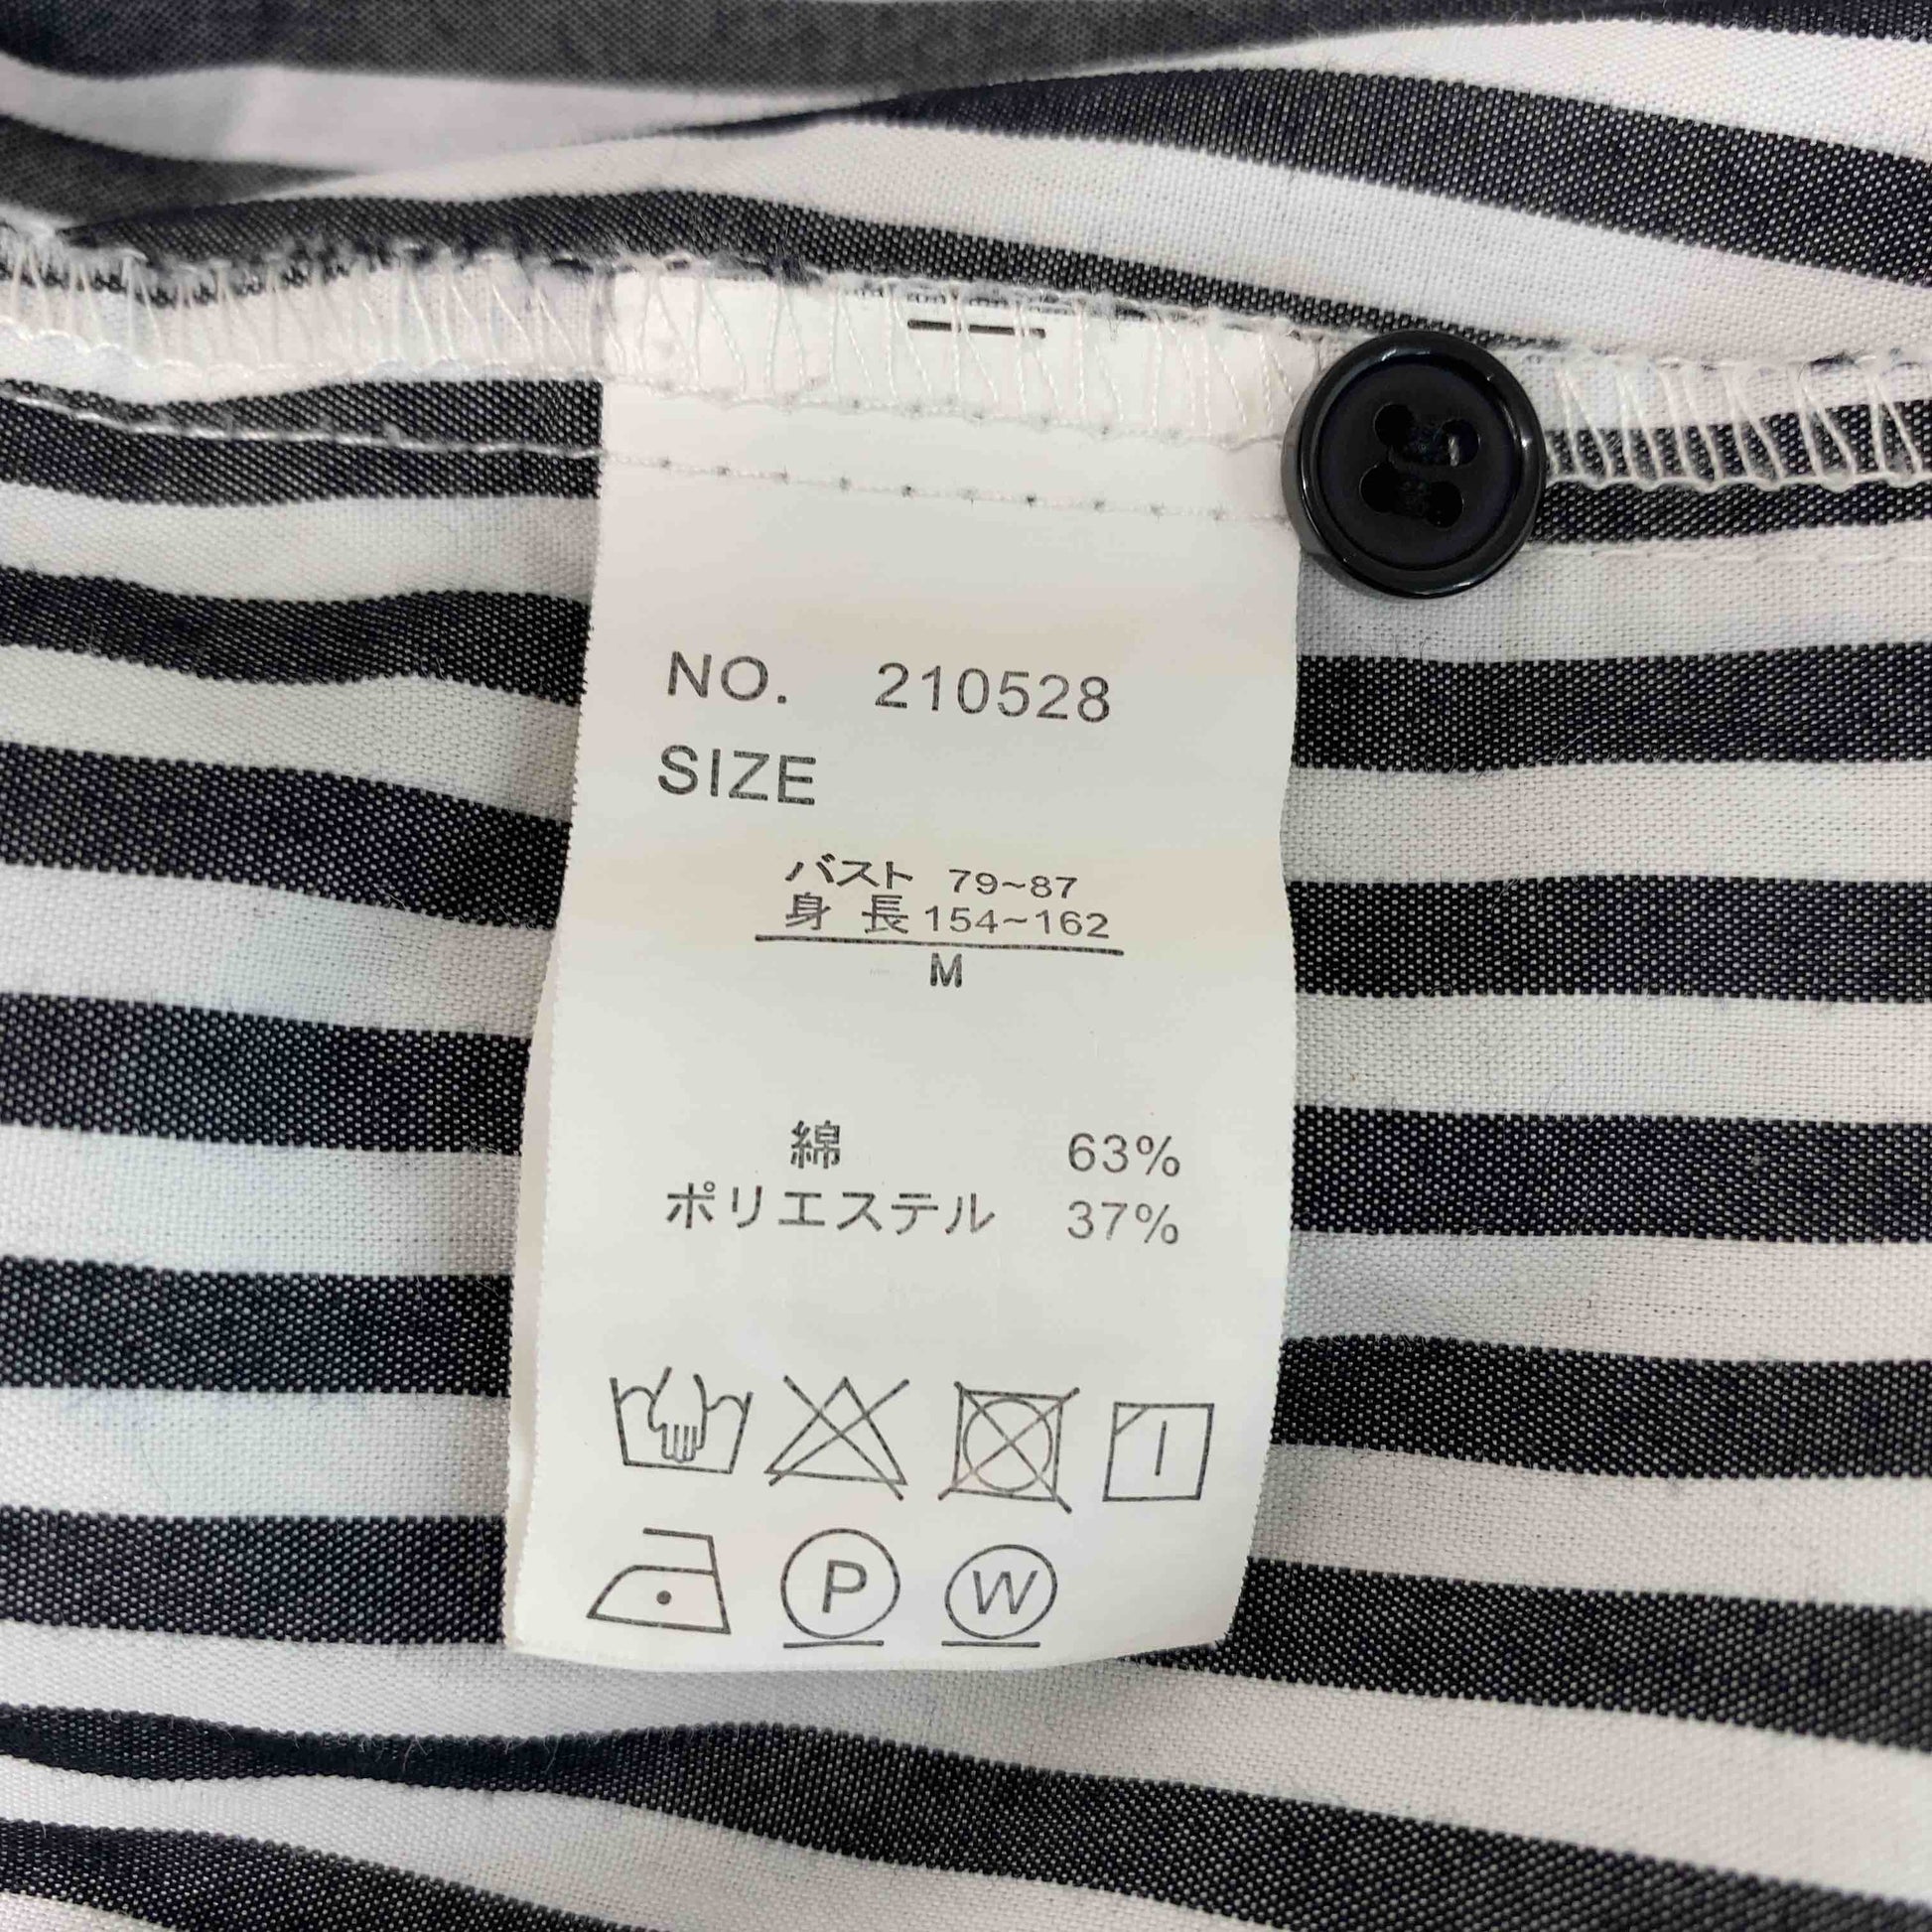 NO. 210528
SIZE
バスト 79~87
身 長 154~162
M
綿 63%
ポリエステル 37%
P
W